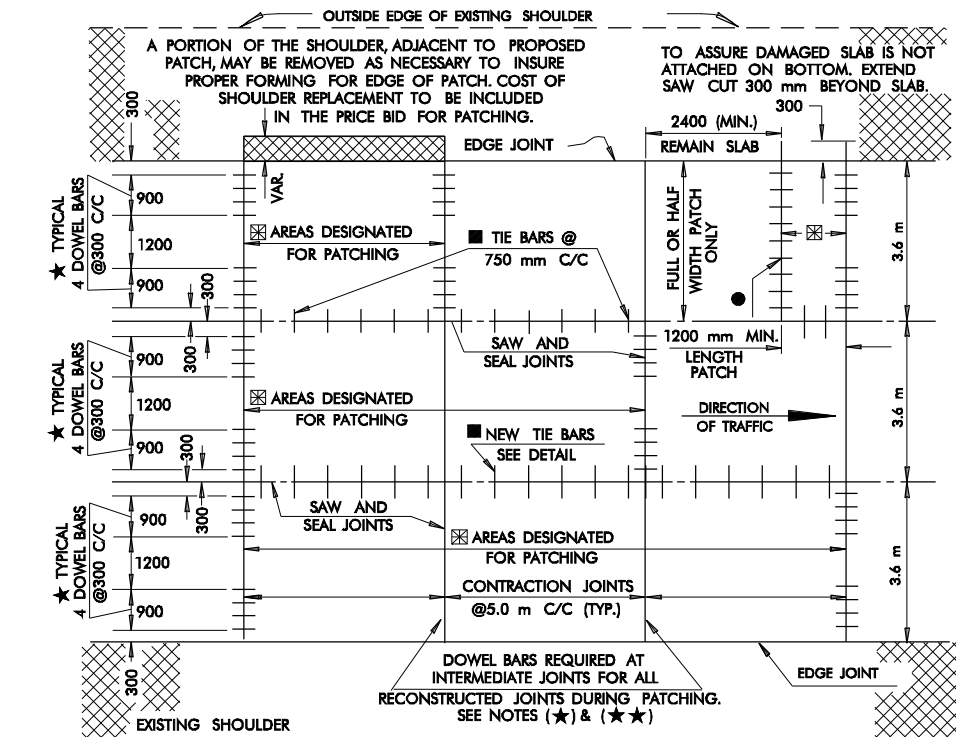 OUTSIDE EDGE OF EXISTING SHOULDER
A PORTION OF THE SHOULDER, ADJACENT TO PROPOSED
PATCH, MAY BE REMOVED AS NECESSARY TO INSURE
PROPER FORMING FOR EDGE OF PATCH. COST OF
SHOULDER REPLACEMENT TO BE INCLUDED
IN THE PRICE BID FOR PATCHING.
TO ASSURE DAMAGED SLAB IS NOT
ATTACHED ON BOTTOM. EXTEND
SAW CUT 300 mm BEYOND SLAB.
300
300
2400 (MIN.)
REMAIN SLAB
EDGE JOINT
VAR.
★ TYPICAL
4 DOWEL BARS
@300 C/C
900
1200
900
300
300
AREAS DESIGNATED
FOR PATCHING
■ TIE BARS @
750 mm C/C
FULL OR HALF
WIDTH PATCH
ONLY
●
3.6 m
SAW AND
SEAL JOINTS
1200 mm MIN.
LENGTH
PATCH
★ TYPICAL
4 DOWEL BARS
@300 C/C
900
1200
900
300
300
AREAS DESIGNATED
FOR PATCHING
DIRECTION
OF TRAFFIC
3.6 m
■ NEW TIE BARS
SEE DETAIL
SAW AND
SEAL JOINTS
★ TYPICAL
4 DOWEL BARS
@300 C/C
900
1200
900
AREAS DESIGNATED
FOR PATCHING
3.6 m
CONTRACTION JOINTS
@5.0 m C/C (TYP.)
300
DOWEL BARS REQUIRED AT
INTERMEDIATE JOINTS FOR ALL
RECONSTRUCTED JOINTS DURING PATCHING.
SEE NOTES (★) & (★★)
EDGE JOINT
EXISTING SHOULDER